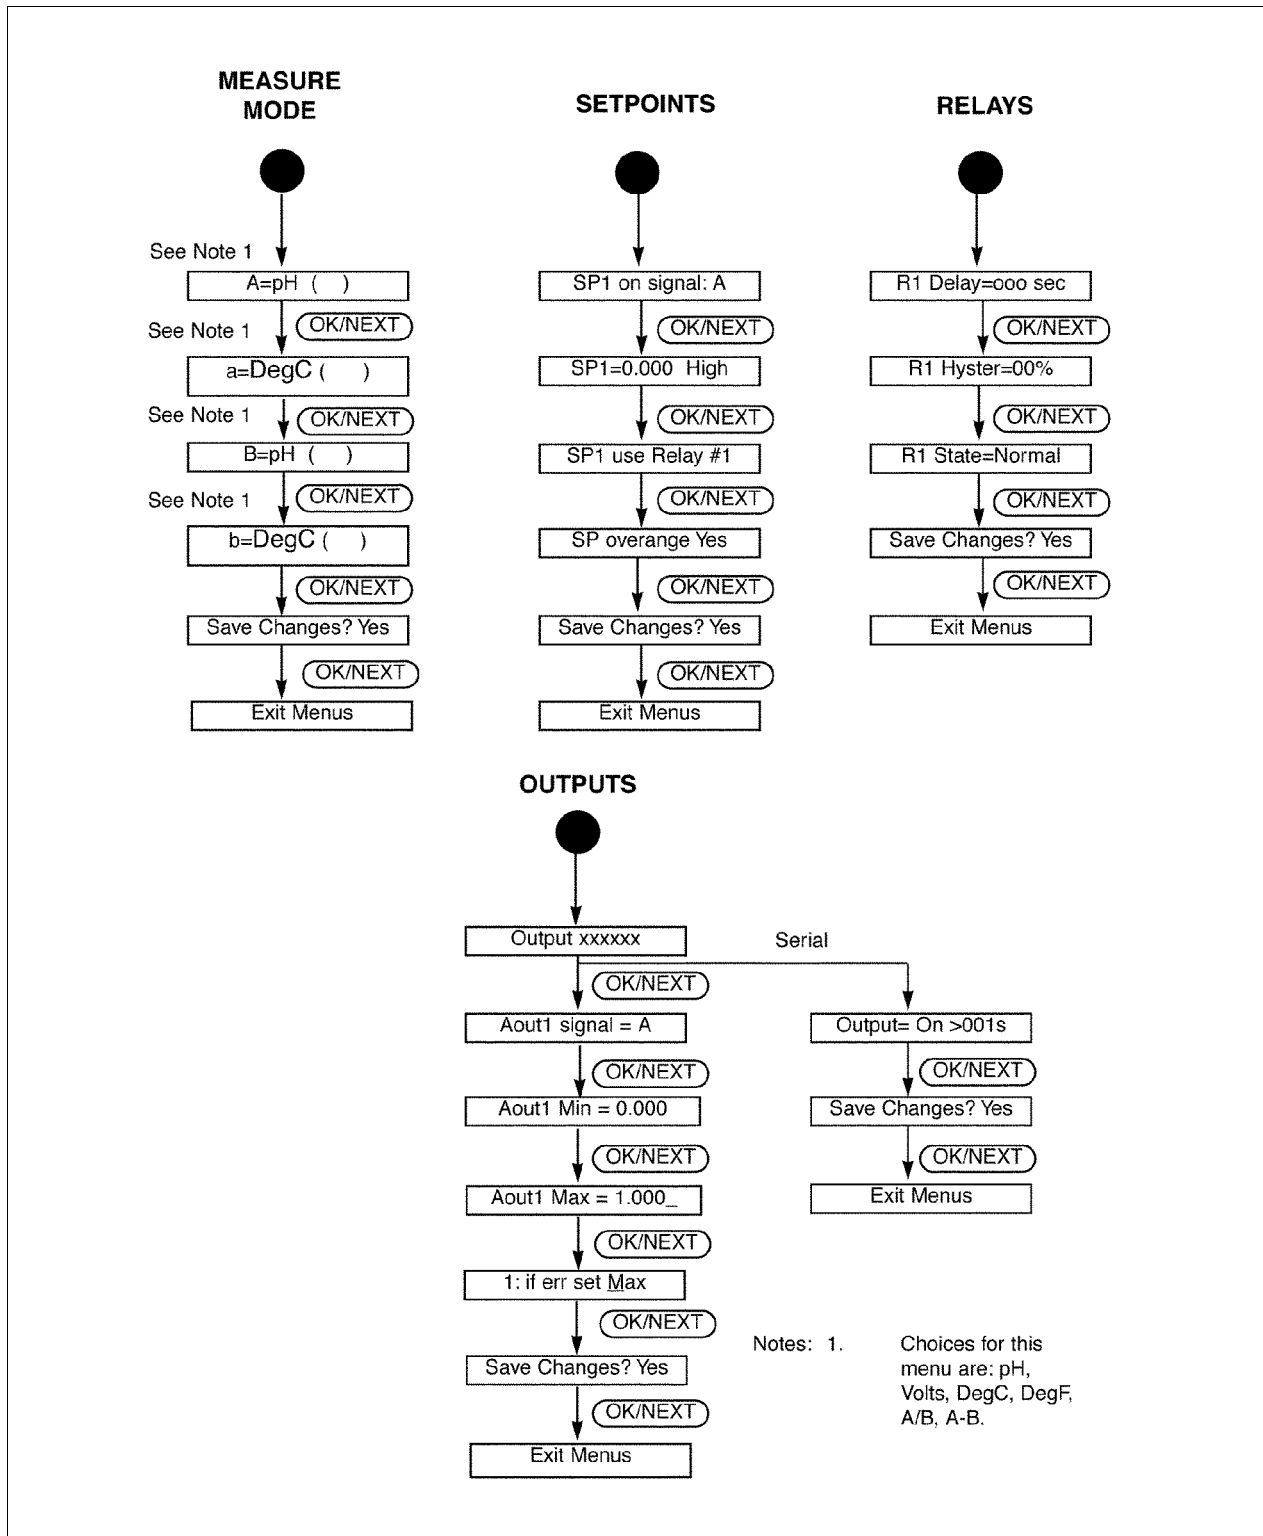 MEASURE
MODE
See Note 1
A=pH ( )
OK/NEXT
See Note 1
a=DegC ( )
See Note 1
OK/NEXT
B=pH ( )
See Note 1
OK/NEXT
b=DegC ( )
OK/NEXT
Save Changes? Yes
OK/NEXT
Exit Menus
SETPOINTS
SP1 on signal: A
OK/NEXT
SP1=0.000 High
OK/NEXT
SP1 use Relay #1
OK/NEXT
SP overange Yes
OK/NEXT
Save Changes? Yes
OK/NEXT
Exit Menus
RELAYS
R1 Delay=ooo sec
OK/NEXT
R1 Hyster=00%
OK/NEXT
R1 State=Normal
OK/NEXT
Save Changes? Yes
OK/NEXT
Exit Menus
OUTPUTS
Output xxxxxx
OK/NEXT
Aout1 signal = A
OK/NEXT
Aout1 Min = 0.000
OK/NEXT
Aout1 Max = 1.000_
OK/NEXT
1: if err set Max
OK/NEXT
Save Changes? Yes
OK/NEXT
Exit Menus
Serial
Output= On >001s
OK/NEXT
Save Changes? Yes
OK/NEXT
Exit Menus
Notes: 1. Choices for this
menu are: pH,
Volts, DegC, DegF,
A/B, A-B.